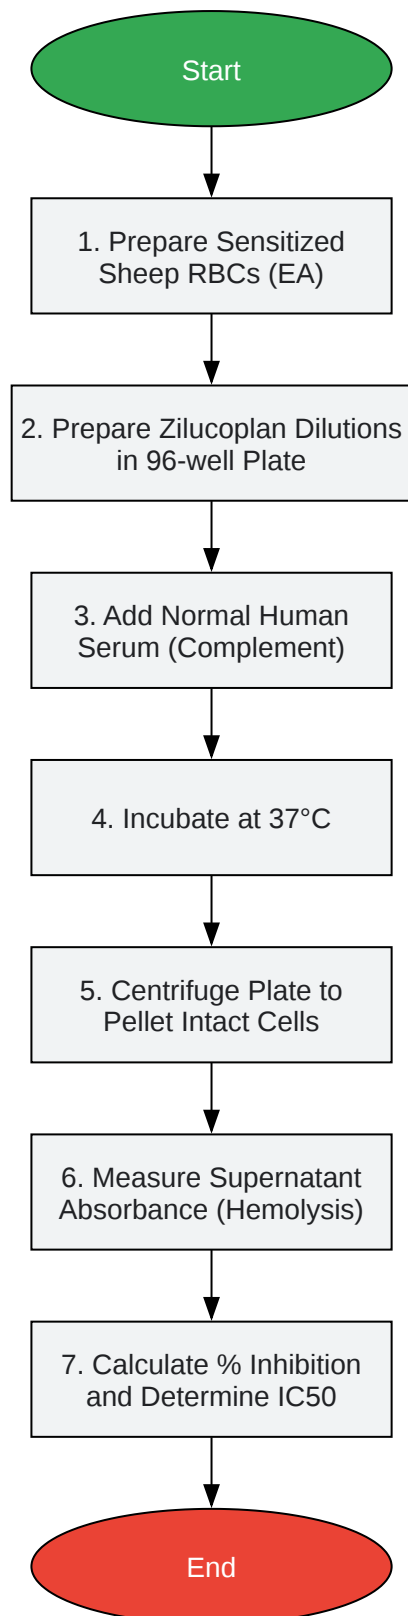 Start
1. Prepare Sensitized
Sheep RBCs (EA)
2. Prepare Zilucoplan Dilutions
in 96-well Plate
3. Add Normal Human
Serum (Complement)
4. Incubate at 37°C
5. Centrifuge Plate to
Pellet Intact Cells
6. Measure Supernatant
Absorbance (Hemolysis)
7. Calculate % Inhibition
and Determine IC50
End